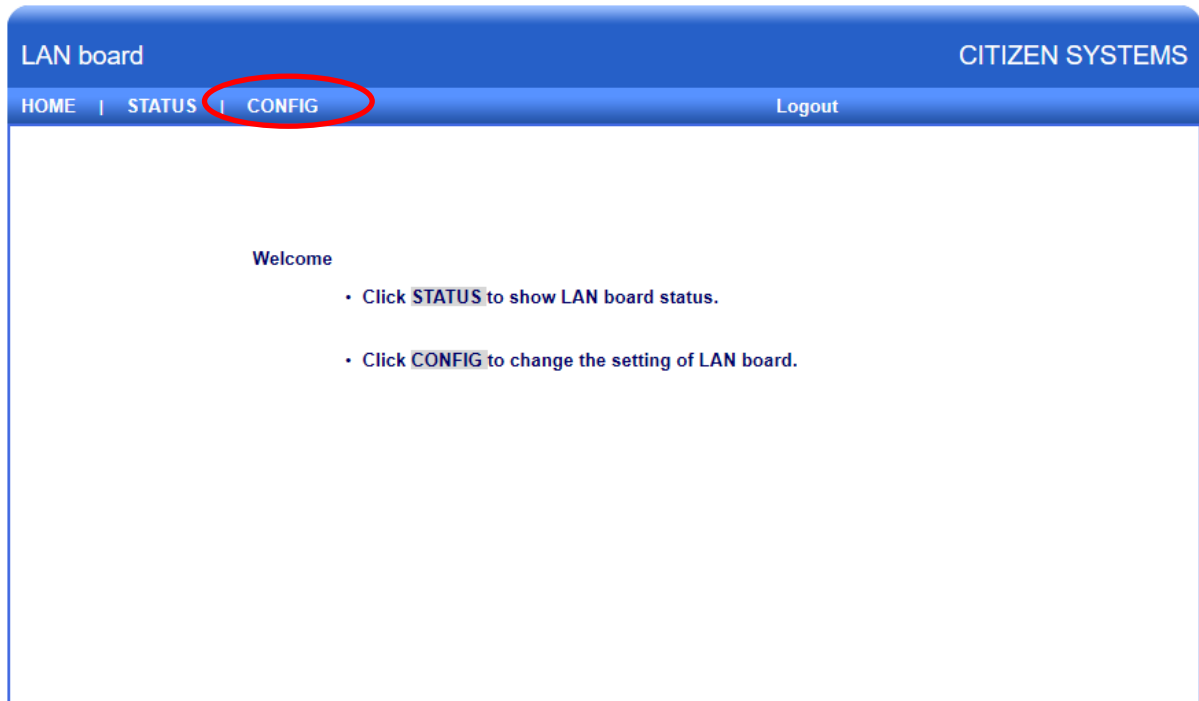 LAN board CITIZEN SYSTEMS
HOME | STATUS | CONFIG Logout
Welcome
• Click STATUS to show LAN board status.
• Click CONFIG to change the setting of LAN board.